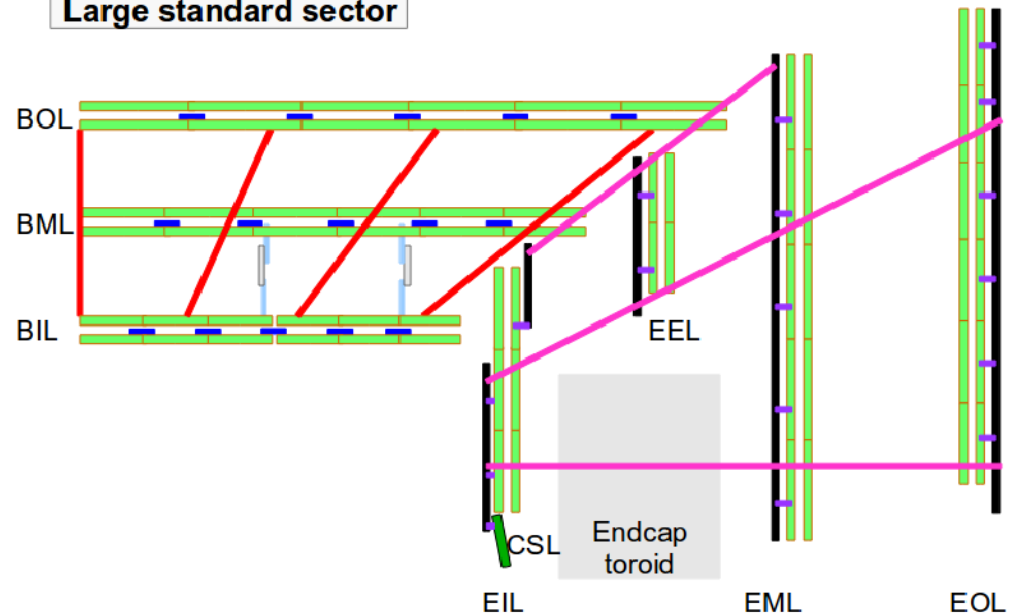 Large standard sector
BOL
BML
BIL
EEL
CSL
Endcap
toroid
EIL
EML
EOL